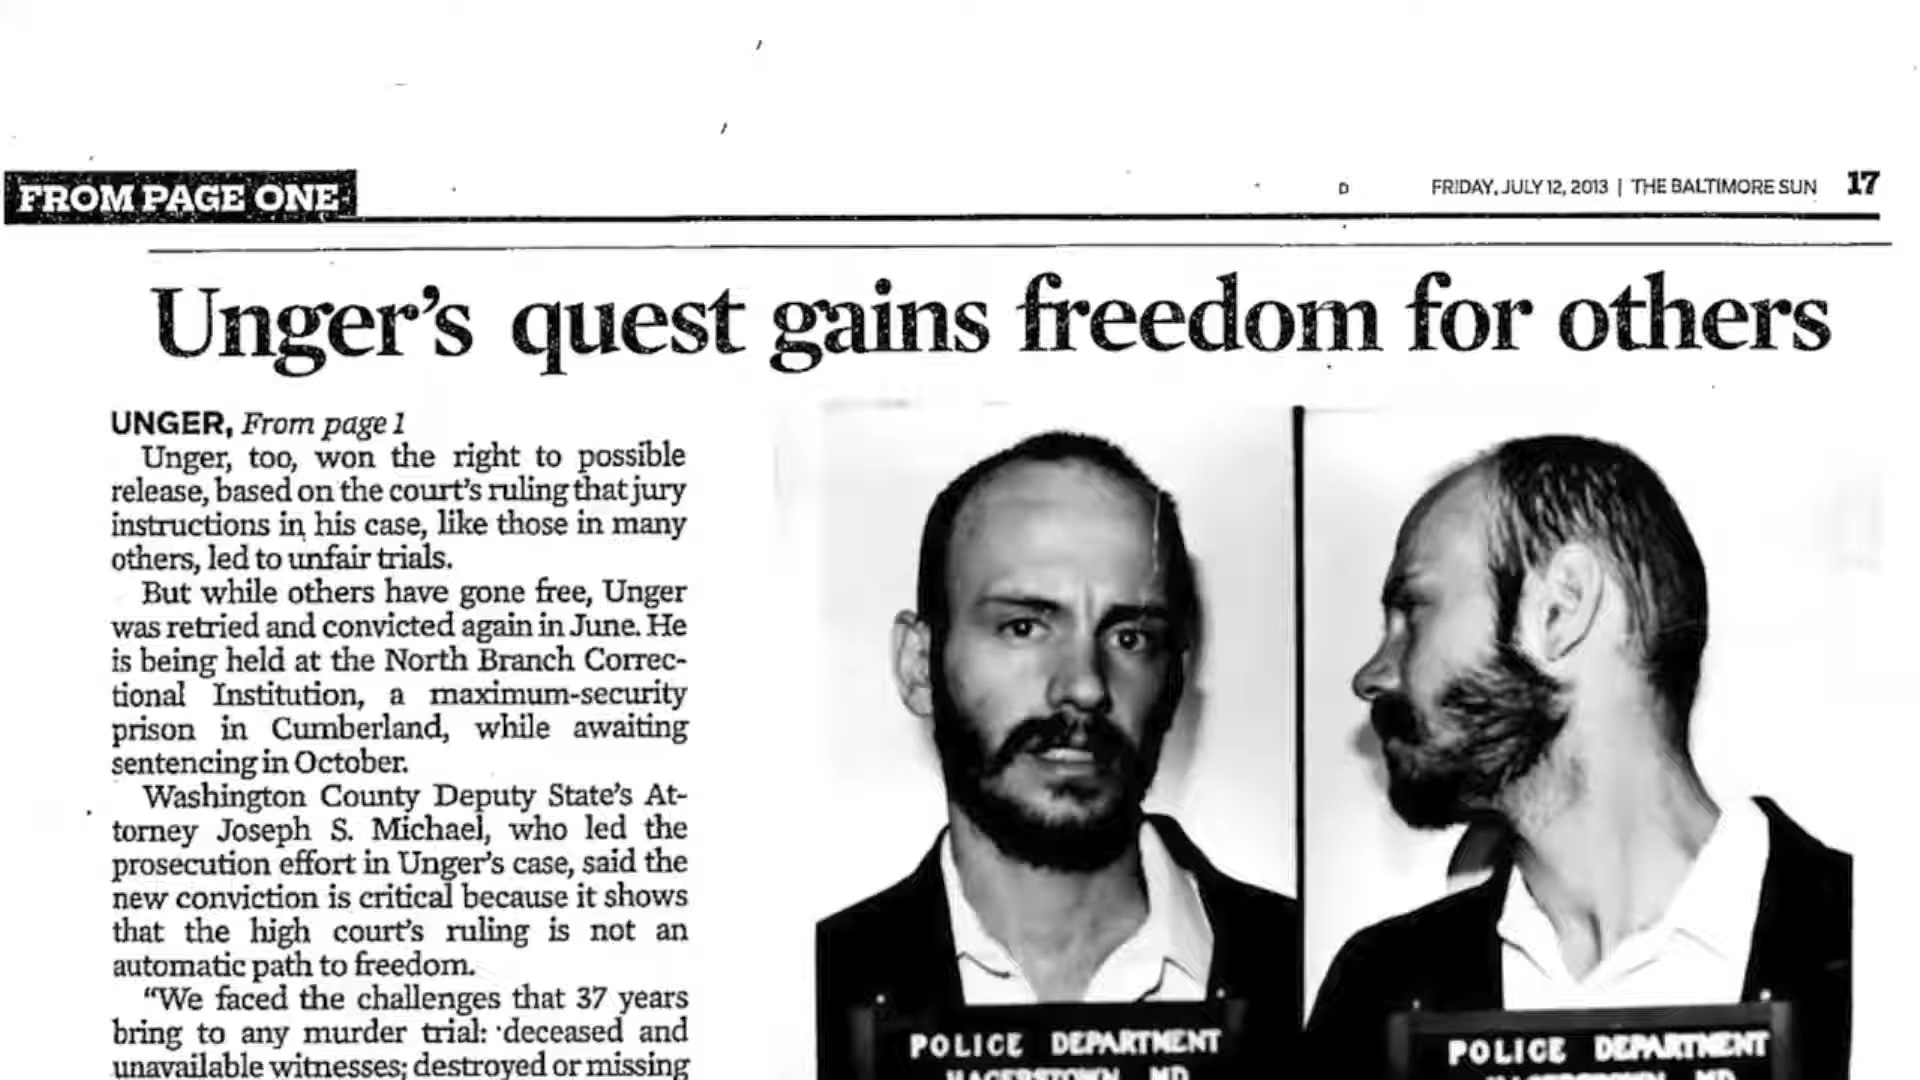 FROM PAGE ONE
D
FRIDAY, JULY 12, 2013 | THE BALTIMORE SUN 17
Unger's quest gains freedom for others
UNGER, From page 1
Unger, too, won the right to possible
release, based on the court's ruling that jury
instructions in his case, like those in many
others, led to unfair trials.
But while others have gone free, Unger
was retried and convicted again in June. He
is being held at the North Branch Correc-
tional Institution, a maximum-security
prison in Cumberland, while awaiting
sentencing in October.
Washington County Deputy State's At-
torney Joseph S. Michael, who led the
prosecution effort in Unger's case, said the
new conviction is critical because it shows
that the high court's ruling is not an
automatic path to freedom.
"We faced the challenges that 37 years
bring to any murder trial: deceased and
unavailable witnesses; destroyed or missing
POLICE DEPARTMENT
HAGERSTOWN MD
POLICE DEPARTMENT
HAGERSTOWN MD